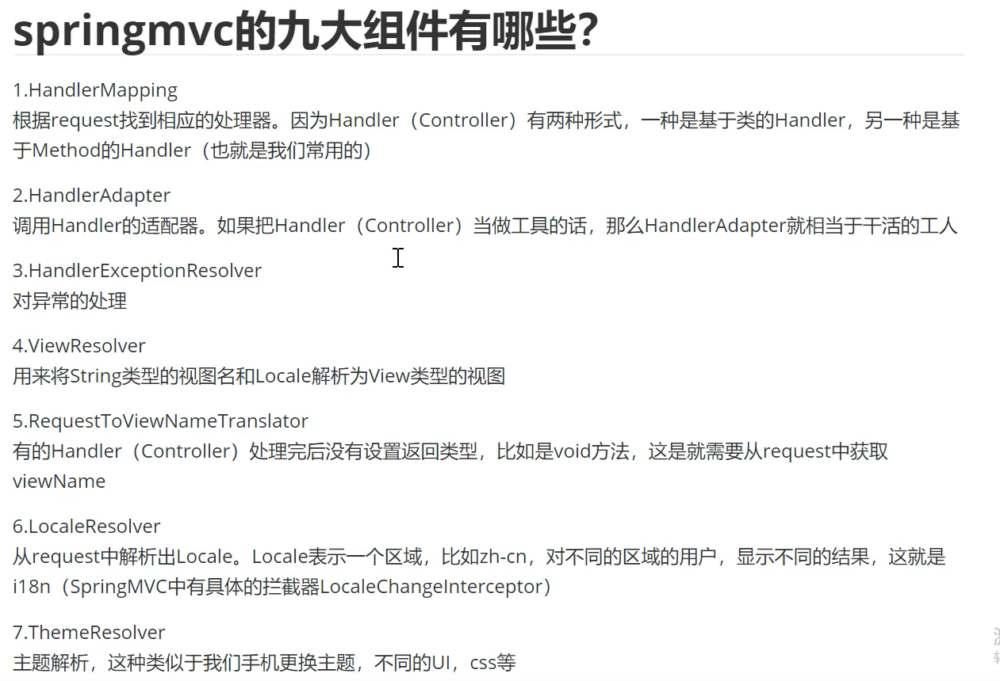 springmvc的九大组件有哪些？
1.HandlerMapping
根据request找到相应的处理器。因为Handler（Controller）有两种形式，一种是基于类的Handler，另一种是基
于Method的Handler（也就是我们常用的）
2.HandlerAdapter
调用Handler的适配器。如果把Handler（Controller）当做工具的话，那么HandlerAdapter就相当于干活的工人
3.HandlerExceptionResolver
对异常的处理
4.ViewResolver
用来将String类型的视图名和Locale解析为View类型的视图
5.RequestToViewNameTranslator
有的Handler（Controller）处理完后没有设置返回类型，比如是void方法，这是就需要从request中获取
viewName
6.LocaleResolver
从request中解析出Locale。Locale表示一个区域，比如zh-cn，对不同的区域的用户，显示不同的结果，这就是
i18n（SpringMVC中有具体的拦截器LocaleChangeInterceptor）
7.ThemeResolver
主题解析，这种类似于我们手机更换主题，不同的UI，css等